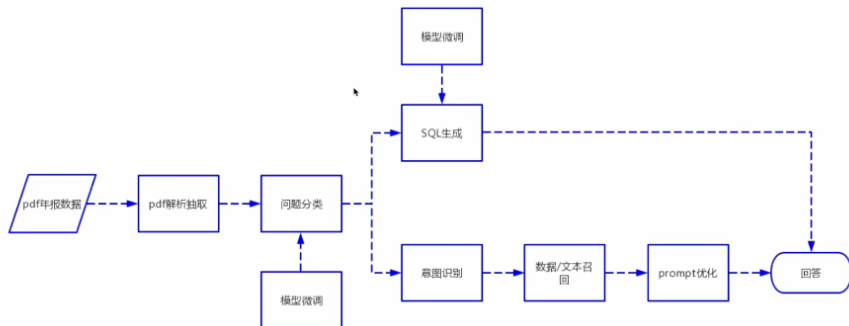 模型微调
SQL生成
pdf年报数据
pdf解析抽取
问题分类
意图识别
数据/文本召
回
prompt优化
回答
模型微调